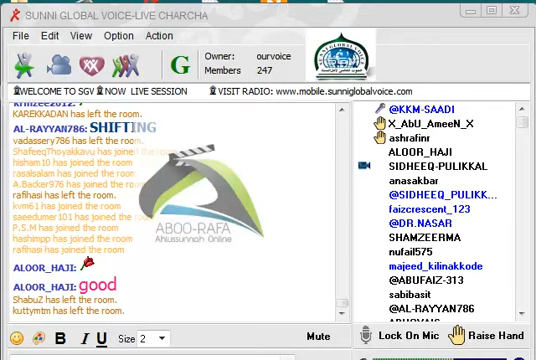 SUNNI GLOBAL VOICE-LIVE CHARCHA
File Edit View Option Action
G
Owner: ourvoice
Members 247
WELCOME TO SGV NOW LIVE SESSION VISIT RADIO: www.mobile.sunniglobalvoice.com
KAREKKADAN has left the room.
AL-RAYYAN786: SHIFTING
vadassery786 has left the room.
ShafeeqThoyakkavu has joined the room
hisham10 has joined the room
rasalsalam has joined the room
A.Backer976 has joined the room
rafihasi has left the room.
kvm61 has joined the room
saeedumer101 has joined the room
P.S.M has joined the room
hashimpp has joined the room
rafihasi has joined the room
ALOOR_HAJI:
ALOOR_HAJI: good
ShabuZ has left the room.
kuttymtm has left the room.
ABOO-RAFA
Ahlussunnah Online
@KKM-SAADI
X_AbU_AmeeN_X
ashrafinr
ALOOR_HAJI
SIDHEEQ-PULIKKAL
anasakbar
@SIDHEEQ_PULIKK...
faizcrescent_123
@DR.NASAR
SHAMZEERMA
nufail575
majeed_kilinakkode
@ABUFAIZ-313
sabibasit
@AL-RAYYAN786
B I U Size 2 Mute
Lock On Mic Raise Hand